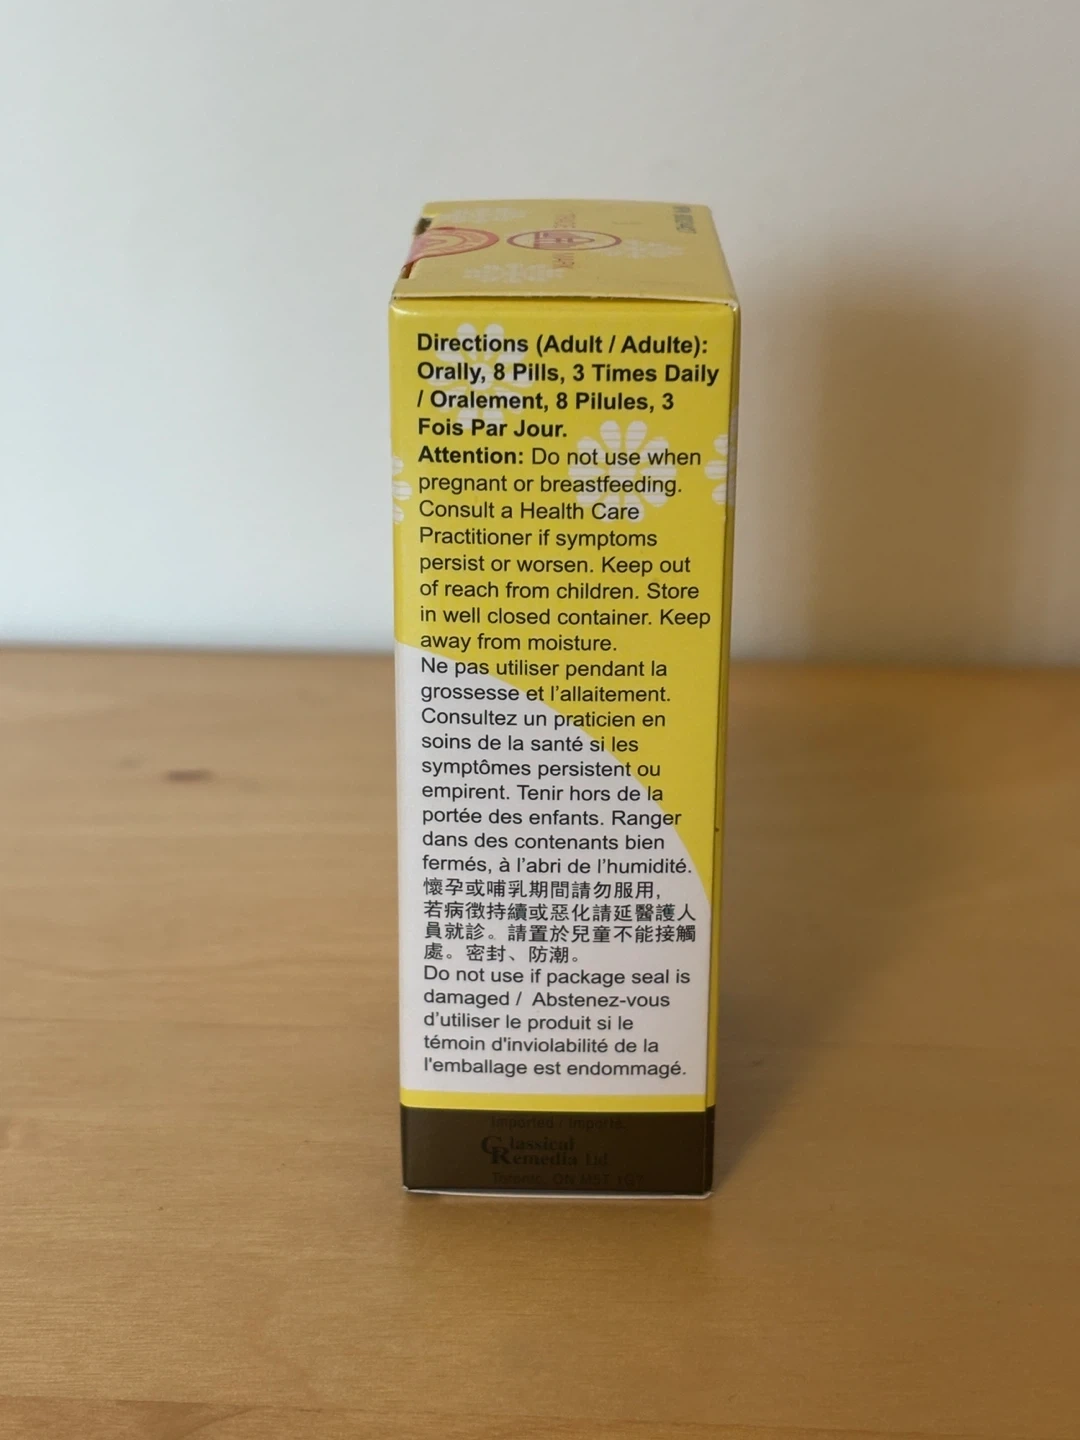 Directions (Adult / Adulte):
Orally, 8 Pills, 3 Times Daily
/ Oralement, 8 Pilules, 3
Fois Par Jour.
Attention: Do not use when
pregnant or breastfeeding.
Consult a Health Care
Practitioner if symptoms
persist or worsen. Keep out
of reach from children. Store
in well closed container. Keep
away from moisture.
Ne pas utiliser pendant la
grossesse et l’allaitement.
Consultez un praticien en
soins de la santé si les
symptômes persistent ou
empirent. Tenir hors de la
portée des enfants. Ranger
dans des contenants bien
fermés, à l’abri de l’humidité.
懷孕或哺乳期間請勿服用,
若病徵持續或惡化請延醫護人
員就診。請置於兒童不能接觸
處。密封、防潮。
Do not use if package seal is
damaged / Abstenez-vous
d’utiliser le produit si le
témoin d'inviolabilité de la
l'emballage est endommagé.
Imported / Importé
Classical
Remedia Ltd
Toronto, ON